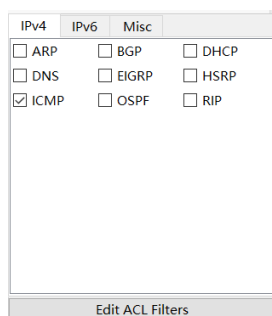 IPv4 IPv6 Misc
ARP BGP DHCP
DNS EIGRP HSRP
ICMP OSPF RIP
Edit ACL Filters